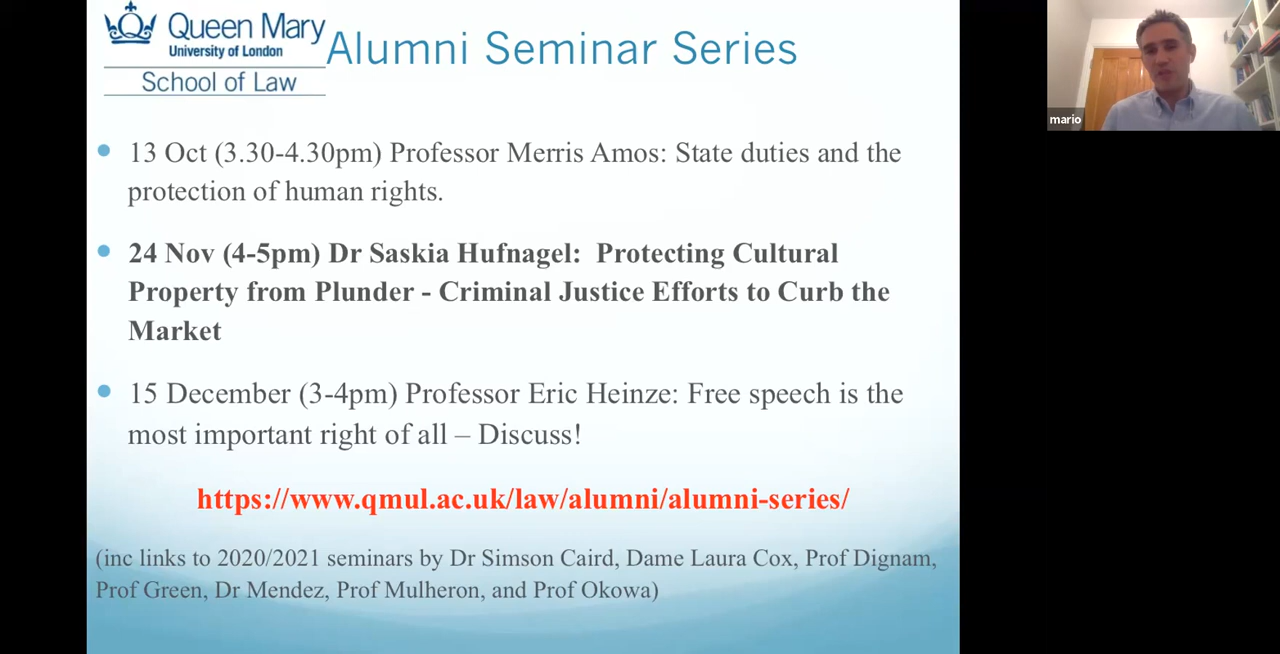 Queen Mary
University of London
School of Law
Alumni Seminar Series
• 13 Oct (3.30-4.30pm) Professor Merris Amos: State duties and the
protection of human rights.
• 24 Nov (4-5pm) Dr Saskia Hufnagel:  Protecting Cultural
Property from Plunder - Criminal Justice Efforts to Curb the
Market
• 15 December (3-4pm) Professor Eric Heinze: Free speech is the
most important right of all – Discuss!
https://www.qmul.ac.uk/law/alumni/alumni-series/
(inc links to 2020/2021 seminars by Dr Simson Caird, Dame Laura Cox, Prof Dignam,
Prof Green, Dr Mendez, Prof Mulheron, and Prof Okowa)
mario